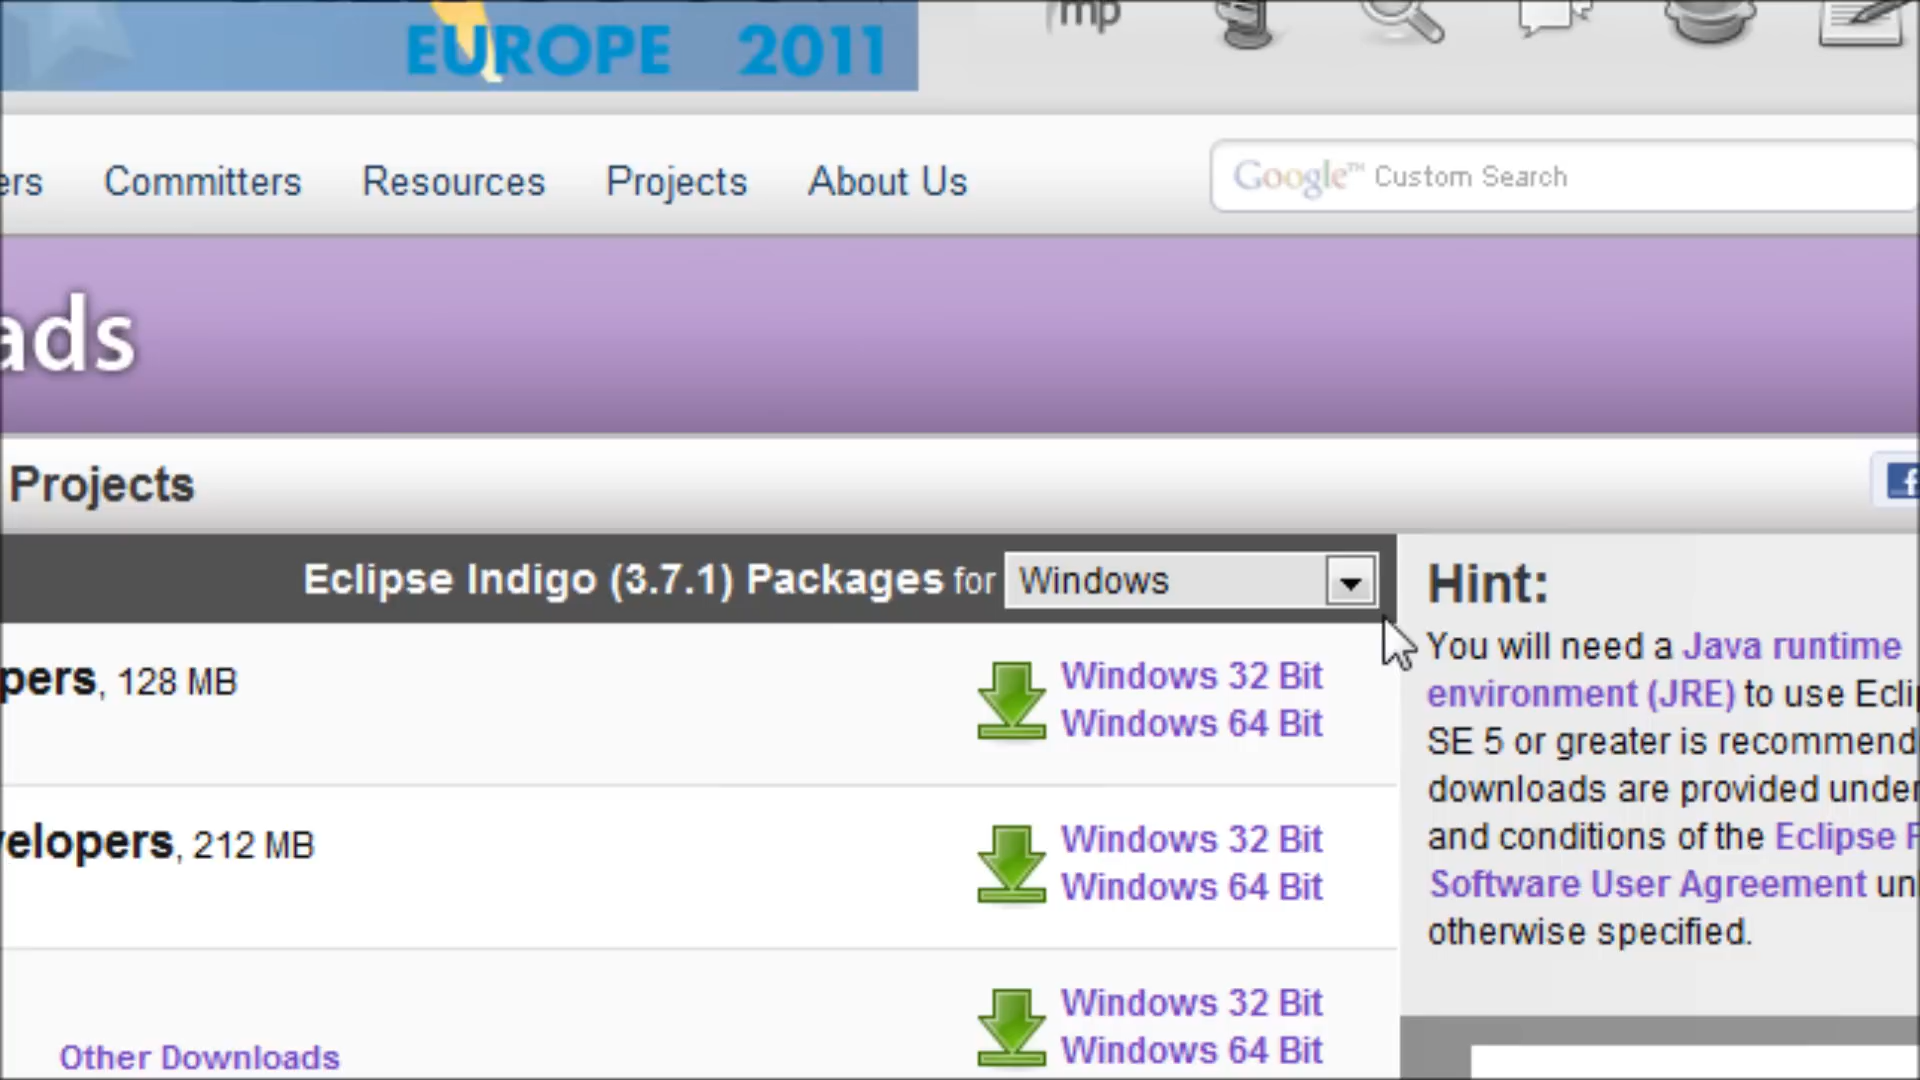 EUROPE 2011
mp
ers Committers Resources Projects About Us
Google™ Custom Search
ads
Projects
f
Eclipse Indigo (3.7.1) Packages for Windows
pers, 128 MB
Windows 32 Bit
Windows 64 Bit
velopers, 212 MB
Windows 32 Bit
Windows 64 Bit
Other Downloads
Windows 32 Bit
Windows 64 Bit
Hint:
You will need a Java runtime
environment (JRE) to use Ecli
SE 5 or greater is recommend
downloads are provided under
and conditions of the Eclipse F
Software User Agreement un
otherwise specified.